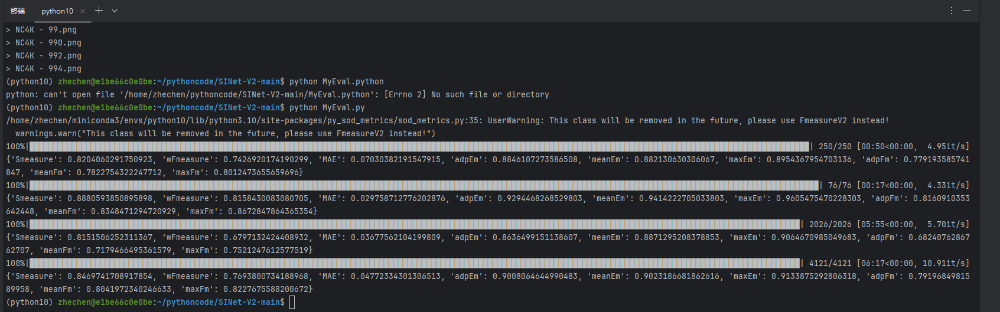 终端 python10 × + ⌄ ⋮ —
> NC4K - 99.png
> NC4K - 990.png
> NC4K - 992.png
> NC4K - 994.png
(python10) zhechen@e1be66c0e0be:~/pythoncode/SINet-V2-main$ python MyEval.python
python: can't open file '/home/zhechen/pythoncode/SINet-V2-main/MyEval.python': [Errno 2] No such file or directory
(python10) zhechen@e1be66c0e0be:~/pythoncode/SINet-V2-main$ python MyEval.py
/home/zhechen/miniconda3/envs/python10/lib/python3.10/site-packages/py_sod_metrics/sod_metrics.py:35: UserWarning: This class will be removed in the future, please use FmeasureV2 instead!
  warnings.warn("This class will be removed in the future, please use FmeasureV2 instead!")
100%| | 250/250 [00:50<00:00,  4.95it/s]
{'Smeasure': 0.8204060291750923, 'wFmeasure': 0.7426920174190299, 'MAE': 0.07030382191547915, 'adpEm': 0.8846107273586508, 'meanEm': 0.882130630306067, 'maxEm': 0.8954367954703136, 'adpFm': 0.779193585741
847, 'meanFm': 0.7822754322247712, 'maxFm': 0.8012473655659696}
100%| | 76/76 [00:17<00:00,  4.33it/s]
{'Smeasure': 0.8880593850895898, 'wFmeasure': 0.8158430083080705, 'MAE': 0.029758712776202876, 'adpEm': 0.9294468268529803, 'meanEm': 0.9414222705033803, 'maxEm': 0.9605475470228303, 'adpFm': 0.8160910353
642448, 'meanFm': 0.8348471294720929, 'maxFm': 0.8672847864365354}
100%| | 2026/2026 [05:55<00:00,  5.70it/s]
{'Smeasure': 0.8151506252311367, 'wFmeasure': 0.6797132424408932, 'MAE': 0.03677562104199809, 'adpEm': 0.8636499151138607, 'meanEm': 0.8871295208378853, 'maxEm': 0.9064670985049683, 'adpFm': 0.68240762867
62707, 'meanFm': 0.7179466495361579, 'maxFm': 0.7521247612577519}
100%| | 4121/4121 [06:17<00:00, 10.91it/s]
{'Smeasure': 0.8469741708917854, 'wFmeasure': 0.7693800734188968, 'MAE': 0.04772334301306513, 'adpEm': 0.9008064644990483, 'meanEm': 0.9023186681862616, 'maxEm': 0.9133875292806318, 'adpFm': 0.79196849815
89958, 'meanFm': 0.8041972340246633, 'maxFm': 0.8227675588200672}
(python10) zhechen@e1be66c0e0be:~/pythoncode/SINet-V2-main$